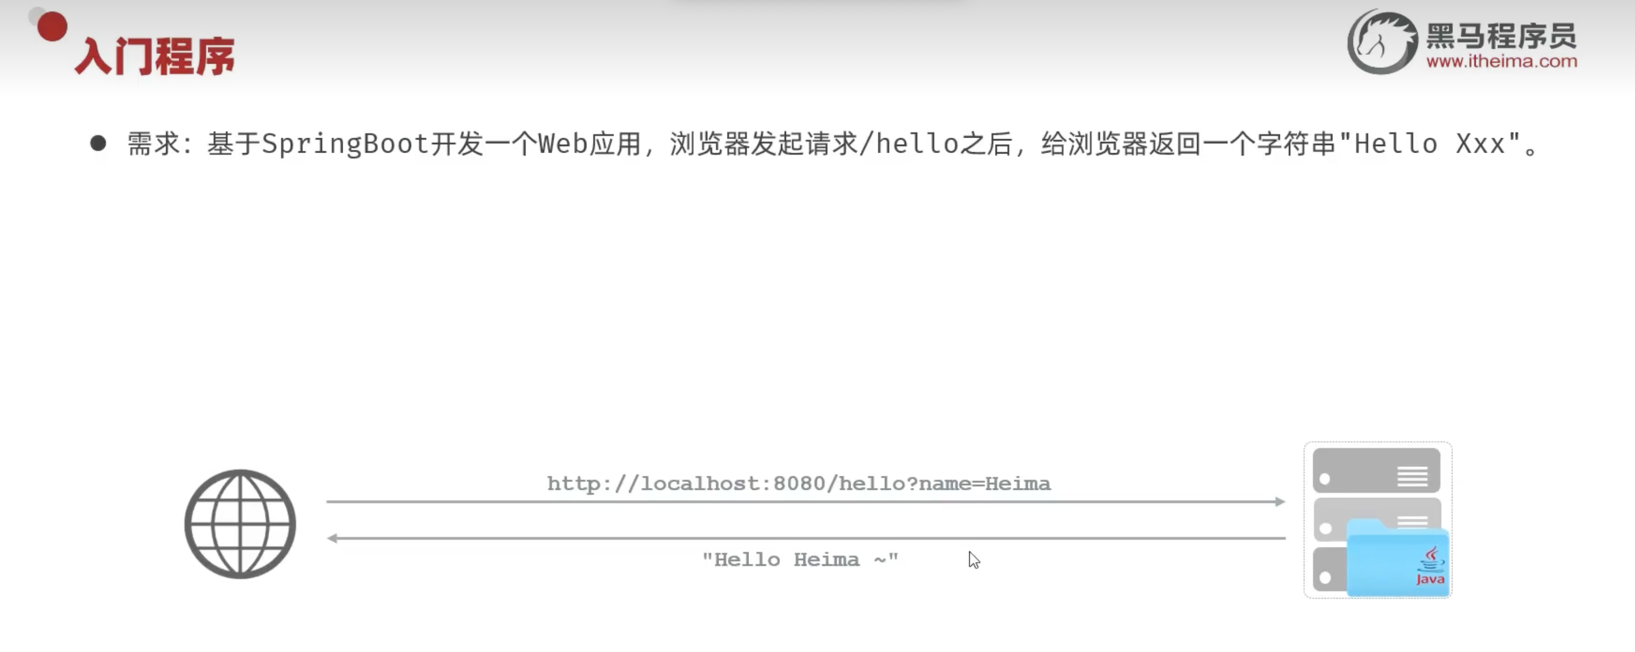 入门程序
黑马程序员
www.itheima.com
● 需求：基于SpringBoot开发一个Web应用，浏览器发起请求/hello之后，给浏览器返回一个字符串"Hello Xxx"。
http://localhost:8080/hello?name=Heima
"Hello Heima ~"
Java